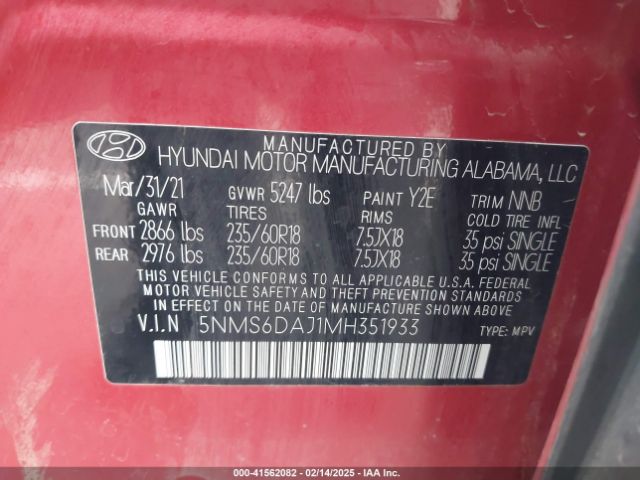 MANUFACTURED BY
HYUNDAI MOTOR MANUFACTURING ALABAMA, LLC
Mar/31/21 GVWR 5247 lbs PAINT Y2E TRIM NNB
GAWR TIRES RIMS COLD TIRE INFL
FRONT 2866 lbs 235/60R18 7.5JX18 35 psi SINGLE
REAR 2976 lbs 235/60R18 7.5JX18 35 psi SINGLE
THIS VEHICLE CONFORMS TO ALL APPLICABLE U.S.A. FEDERAL
MOTOR VEHICLE SAFETY AND THEFT PREVENTION STANDARDS
IN EFFECT ON THE DATE OF MANUFACTURE SHOWN ABOVE.
V.I.N 5NMS6DAJ1MH351933 TYPE: MPV
000-41562082 - 02/14/2025 - IAA Inc.